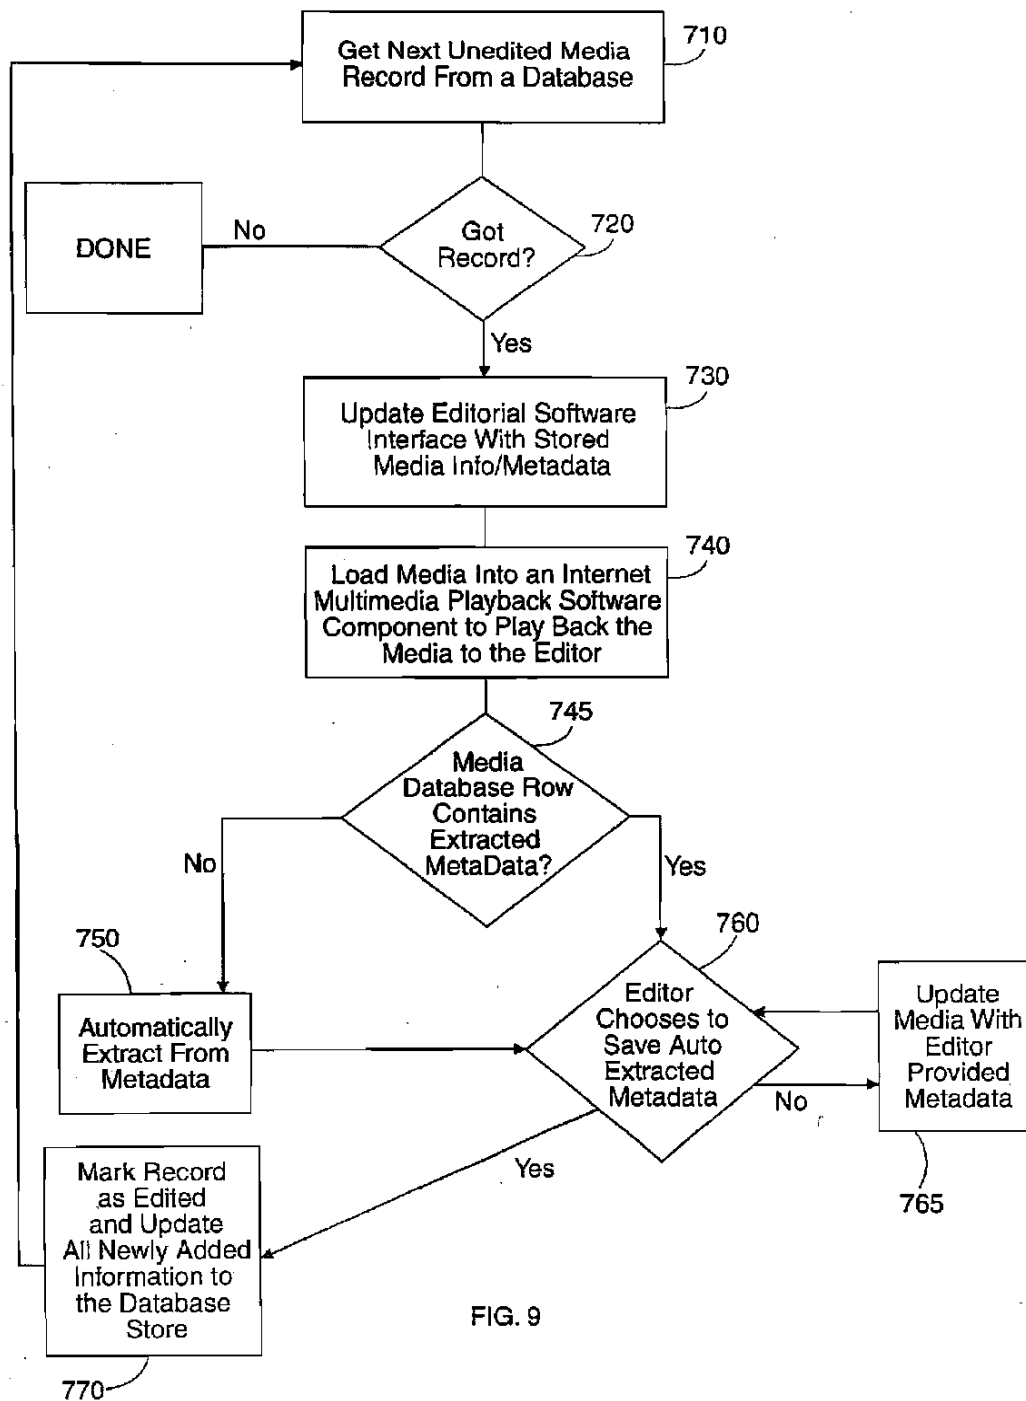 Get Next Unedited Media
Record From a Database
710
Got
Record?
720
No
DONE
Yes
730
Update Editorial Software
Interface With Stored
Media Info/Metadata
740
Load Media Into an Internet
Multimedia Playback Software
Component to Play Back the
Media to the Editor
745
Media
Database Row
Contains
Extracted
MetaData?
No
Yes
750
Automatically
Extract From
Metadata
760
Editor
Chooses to
Save Auto
Extracted
Metadata
No
Update
Media With
Editor
Provided
Metadata
765
Yes
Mark Record
as Edited
and Update
All Newly Added
Information to
the Database
Store
770
FIG. 9